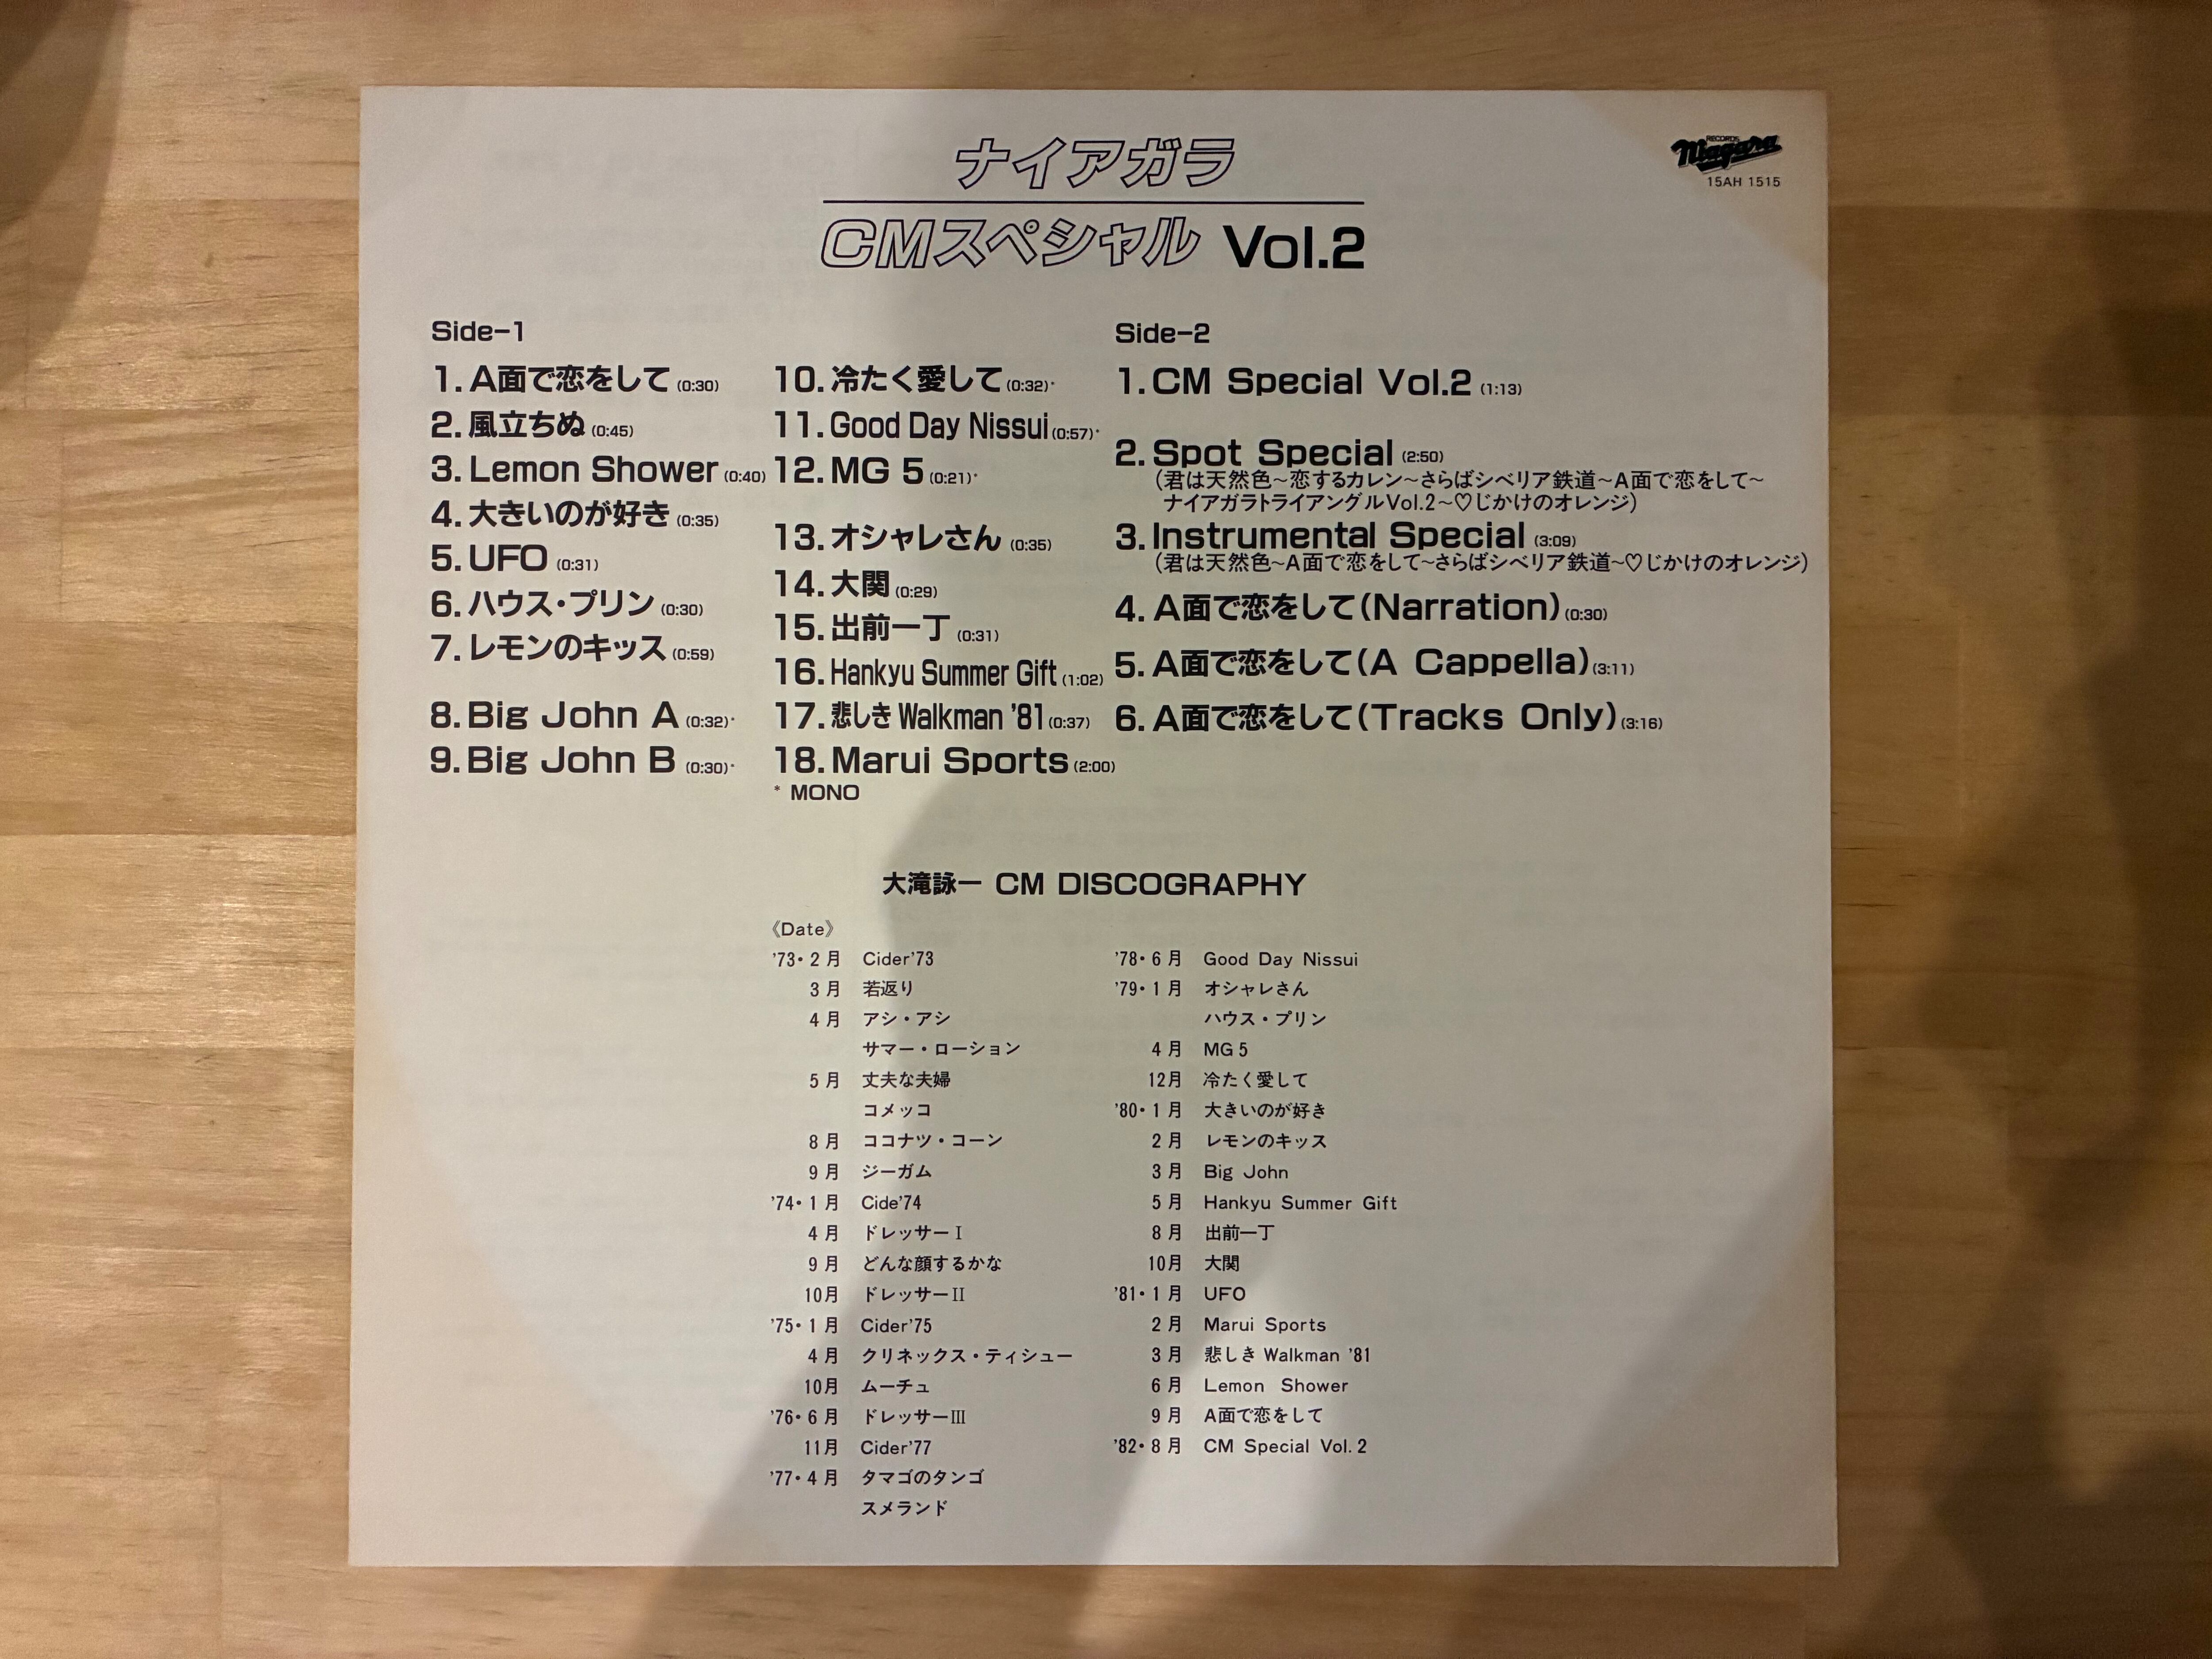 ナイアガラ
CMスペシャル Vol.2
RECORDS
Niagara
15AH 1515
Side-1
1. A面で恋をして (0:30)
2. 風立ちぬ (0:45)
3. Lemon Shower (0:40)
4. 大きいのが好き (0:35)
5. UFO (0:31)
6. ハウス・プリン (0:30)
7. レモンのキッス (0:59)
8. Big John A (0:32)*
9. Big John B (0:30)*
10. 冷たく愛して (0:32)*
11. Good Day Nissui (0:57)*
12. MG 5 (0:21)*
13. オシャレさん (0:35)
14. 大関 (0:29)
15. 出前一丁 (0:31)
16. Hankyu Summer Gift (1:02)
17. 悲しき Walkman '81 (0:37)
18. Marui Sports (2:00)
* MONO
Side-2
1. CM Special Vol.2 (1:13)
2. Spot Special (2:50)
(君は天然色~恋するカレン~さらばシベリア鉄道~A面で恋をして~
ナイアガラトライアングルVol.2~♡じかけのオレンジ)
3. Instrumental Special (3:09)
(君は天然色~A面で恋をして~さらばシベリア鉄道~♡じかけのオレンジ)
4. A面で恋をして(Narration) (0:30)
5. A面で恋をして(A Cappella) (3:11)
6. A面で恋をして(Tracks Only) (3:16)
大滝詠一 CM DISCOGRAPHY
《Date》
'73・2月 Cider'73
3月 若返り
4月 アシ・アシ
サマー・ローション
5月 丈夫な夫婦
コメッコ
8月 ココナツ・コーン
9月 ジーガム
'74・1月 Cide'74
4月 ドレッサーⅠ
9月 どんな顔するかな
10月 ドレッサーⅡ
'75・1月 Cider'75
4月 クリネックス・ティシュー
10月 ムーチュ
'76・6月 ドレッサーⅢ
11月 Cider'77
'77・4月 タマゴのタンゴ
スメランド
'78・6月 Good Day Nissui
'79・1月 オシャレさん
ハウス・プリン
4月 MG 5
12月 冷たく愛して
'80・1月 大きいのが好き
2月 レモンのキッス
3月 Big John
5月 Hankyu Summer Gift
8月 出前一丁
10月 大関
'81・1月 UFO
2月 Marui Sports
3月 悲しき Walkman '81
6月 Lemon Shower
9月 A面で恋をして
'82・8月 CM Special Vol. 2